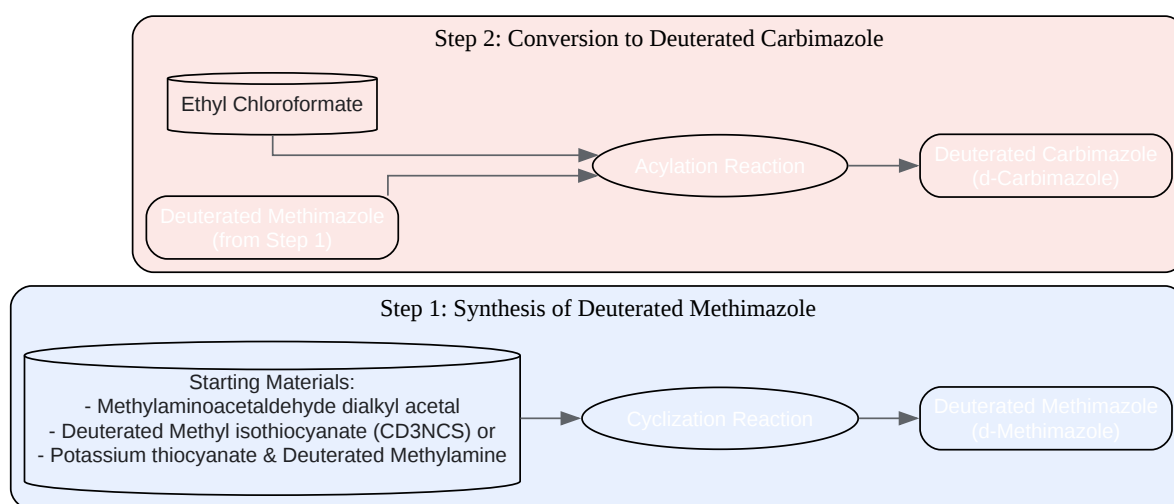 Step 2: Conversion to Deuterated Carbimazole
Ethyl Chloroformate
Acylation Reaction
Deuterated Carbimazole
(d-Carbimazole)
Deuterated Methimazole
(from Step 1)
Step 1: Synthesis of Deuterated Methimazole
Starting Materials:
- Methylaminoacetaldehyde dialkyl acetal
- Deuterated Methyl isothiocyanate (CD3NCS) or
- Potassium thiocyanate & Deuterated Methylamine
Cyclization Reaction
Deuterated Methimazole
(d-Methimazole)